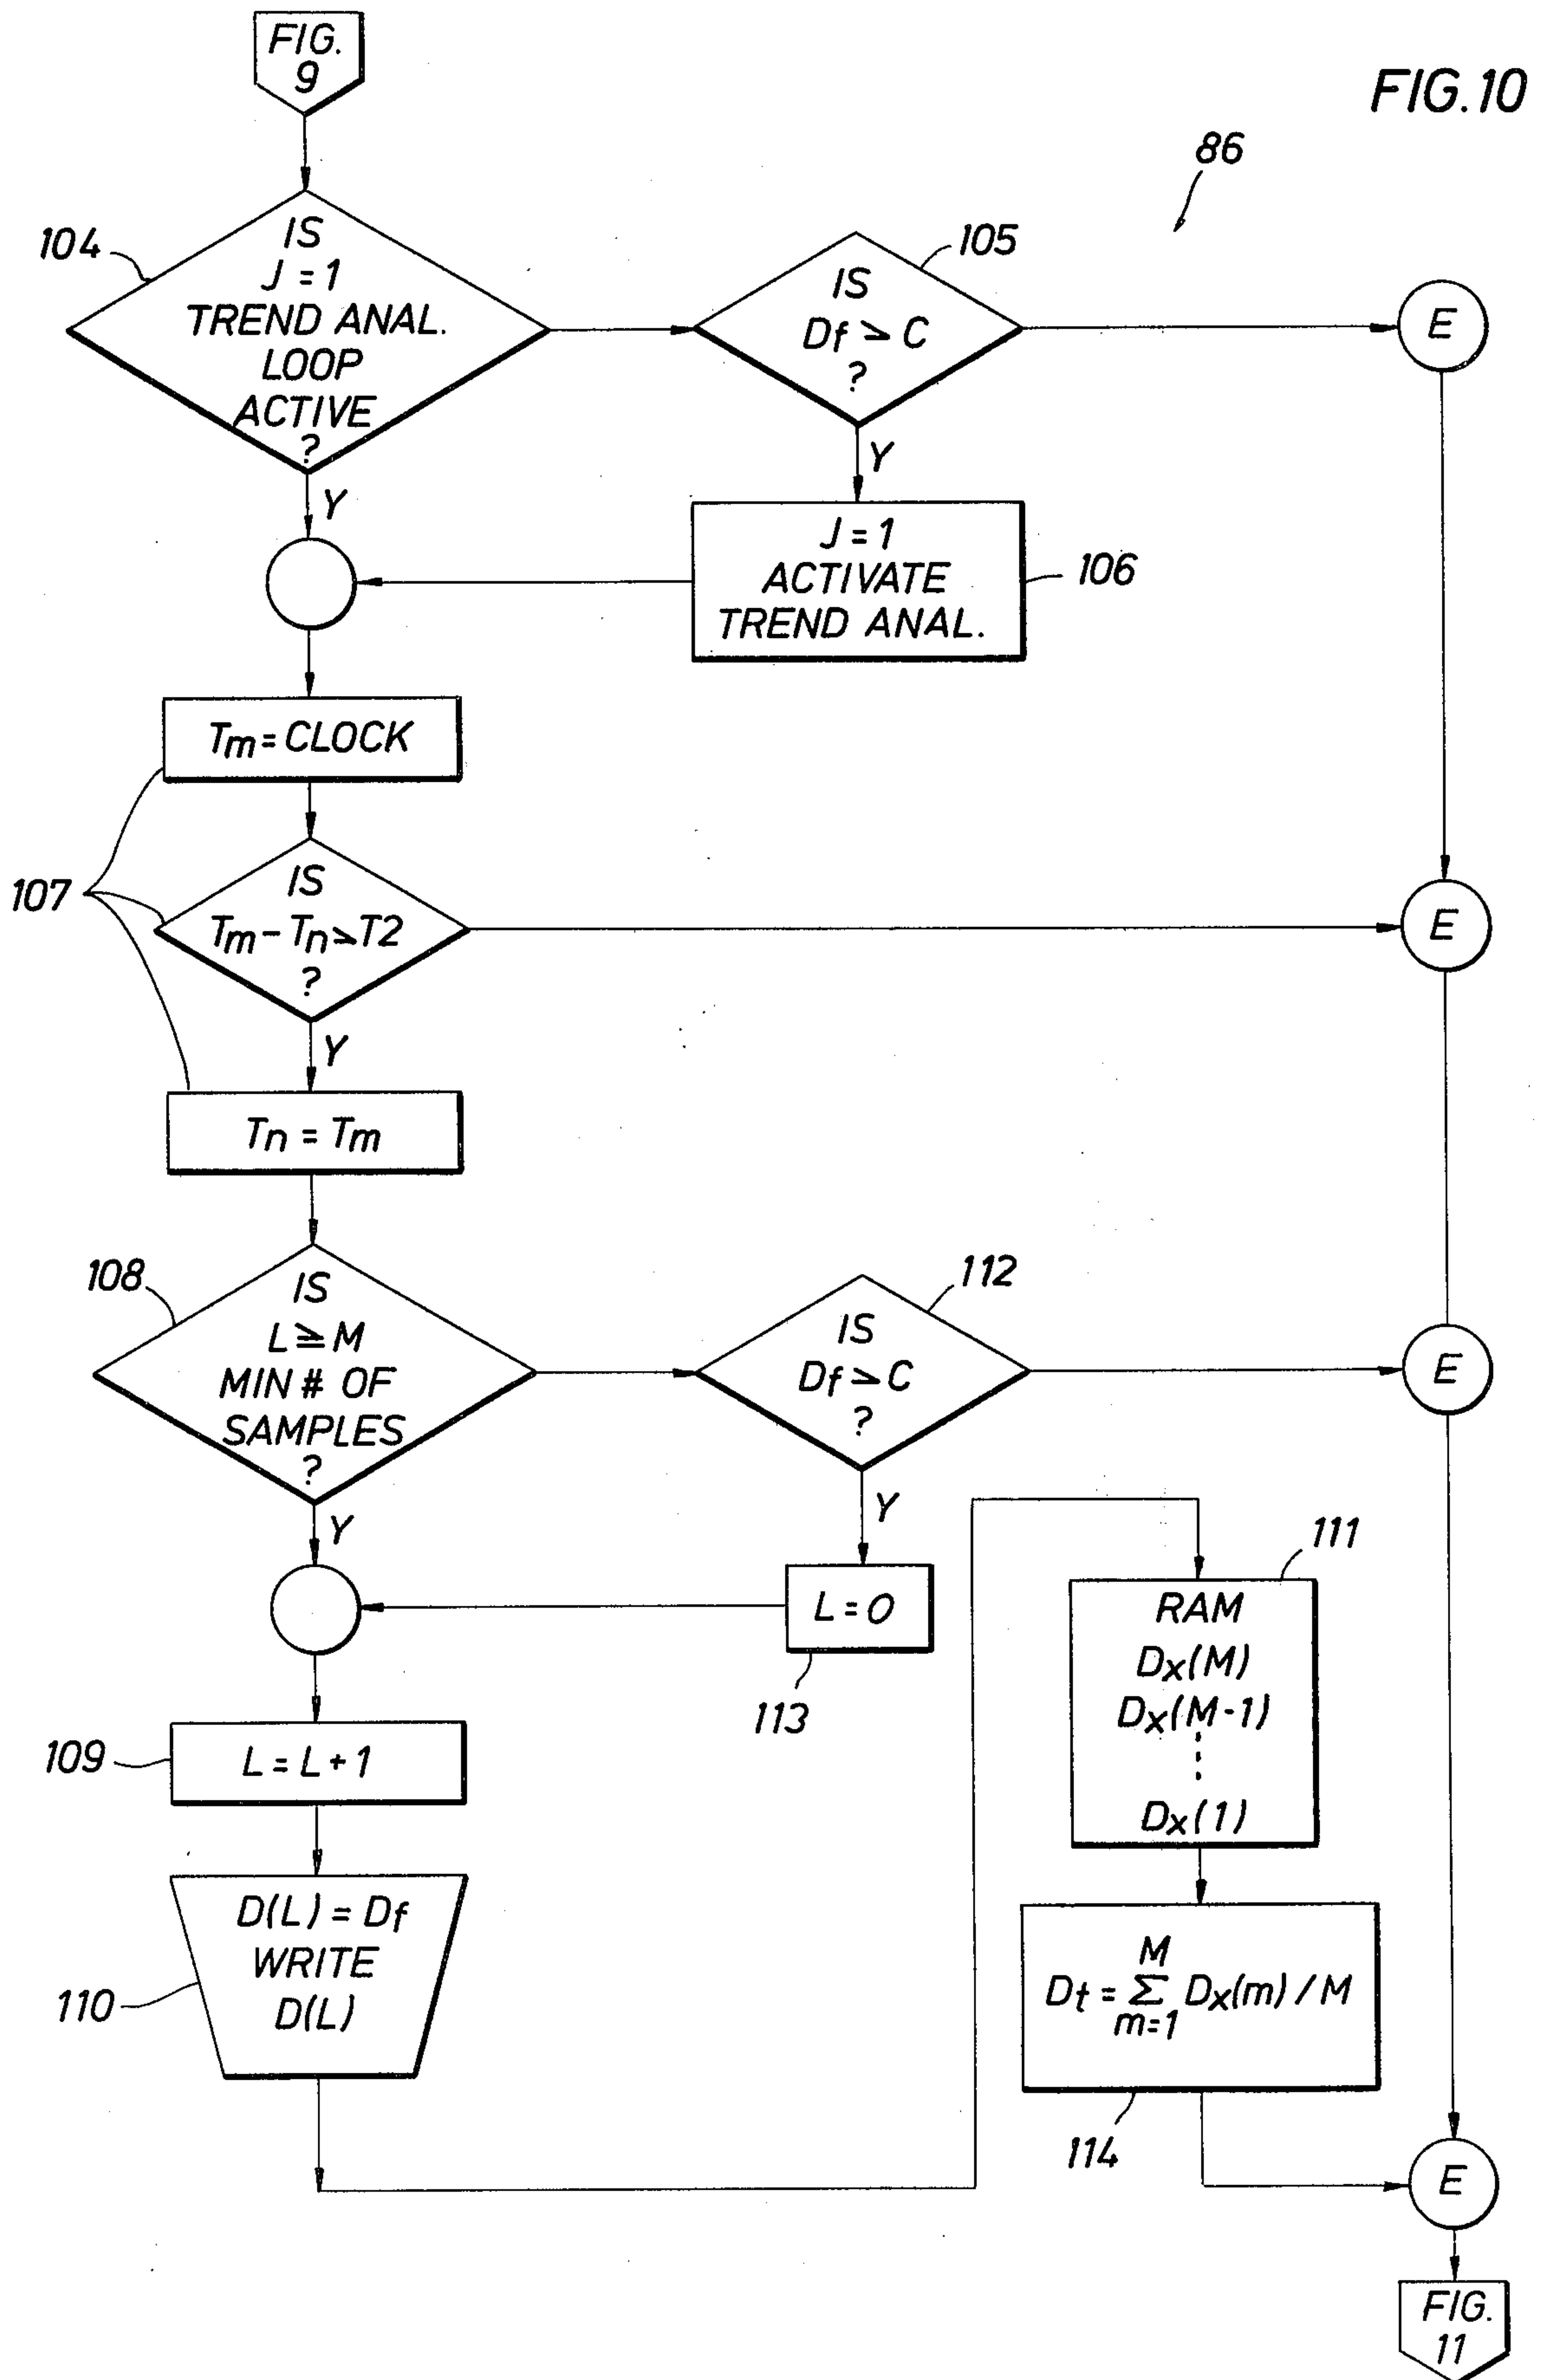 FIG.
9
FIG. 10
86
104
IS
J = 1
TREND ANAL.
LOOP
ACTIVE
?
Y
105
IS
Df ⩾ C
?
Y
E
J = 1
ACTIVATE
TREND ANAL.
106
Tm = CLOCK
107
IS
Tm – Tn ⩾ T2
?
Y
E
Tn = Tm
108
IS
L ≧ M
MIN # OF
SAMPLES
?
Y
112
IS
Df ⩾ C
?
Y
E
L = 0
113
109
L = L + 1
110
D(L) = Df
WRITE
D(L)
111
RAM
Dx(M)
Dx(M-1)
Dx(1)
M
Dt = Σ Dx(m) / M
m=1
114
E
FIG.
11